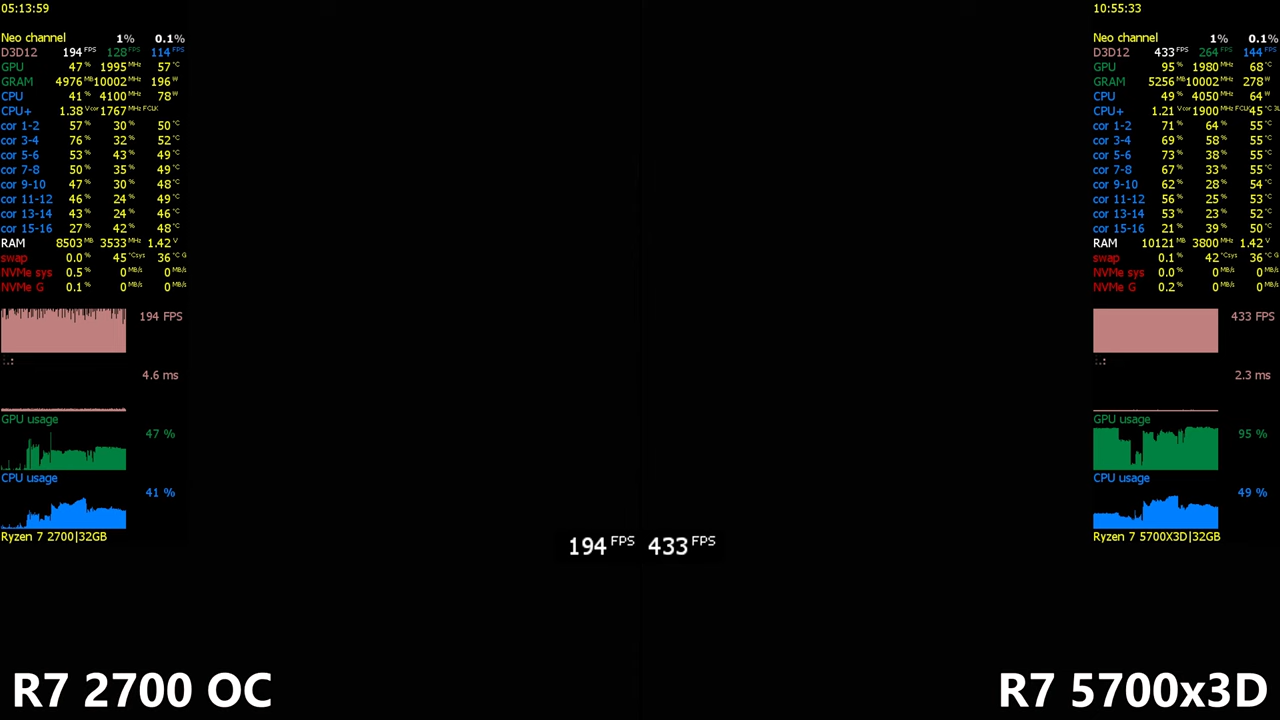 05:13:59
Neo channel 1% 0.1%
D3D12 194 FPS 128 FPS 114 FPS
GPU 47 % 1995 MHz 57 °C
GRAM 4976 MB 10002 MHz 196 W
CPU 41 % 4100 MHz 78 W
CPU+ 1.38 Vcor 1767 MHz FCLK
cor 1-2 57 % 30 % 50 °C
cor 3-4 76 % 32 % 52 °C
cor 5-6 53 % 43 % 49 °C
cor 7-8 50 % 35 % 49 °C
cor 9-10 47 % 30 % 48 °C
cor 11-12 46 % 24 % 49 °C
cor 13-14 43 % 24 % 46 °C
cor 15-16 27 % 42 % 48 °C
RAM 8503 MB 3533 MHz 1.42 V
swap 0.0 % 45 °Csys 36 °C G
NVMe sys 0.5 % 0 MB/s 0 MB/s
NVMe G 0.1 % 0 MB/s 0 MB/s
194 FPS
4.6 ms
GPU usage
47 %
CPU usage
41 %
Ryzen 7 2700|32GB
10:55:33
Neo channel 1% 0.1%
D3D12 433 FPS 264 FPS 144 FPS
GPU 95 % 1980 MHz 68 °C
GRAM 5256 MB 10002 MHz 278 W
CPU 49 % 4050 MHz 64 W
CPU+ 1.21 Vcor 1900 MHz FCLK 45 °C
cor 1-2 71 % 64 % 55 °C
cor 3-4 69 % 58 % 55 °C
cor 5-6 73 % 38 % 55 °C
cor 7-8 67 % 33 % 55 °C
cor 9-10 62 % 28 % 54 °C
cor 11-12 56 % 25 % 53 °C
cor 13-14 53 % 23 % 52 °C
cor 15-16 21 % 39 % 50 °C
RAM 10121 MB 3800 MHz 1.42 V
swap 0.1 % 42 °Csys 36 °C G
NVMe sys 0.0 % 0 MB/s 0 MB/s
NVMe G 0.2 % 0 MB/s 0 MB/s
433 FPS
2.3 ms
GPU usage
95 %
CPU usage
49 %
Ryzen 7 5700X3D|32GB
194 FPS 433 FPS
R7 2700 OC
R7 5700x3D